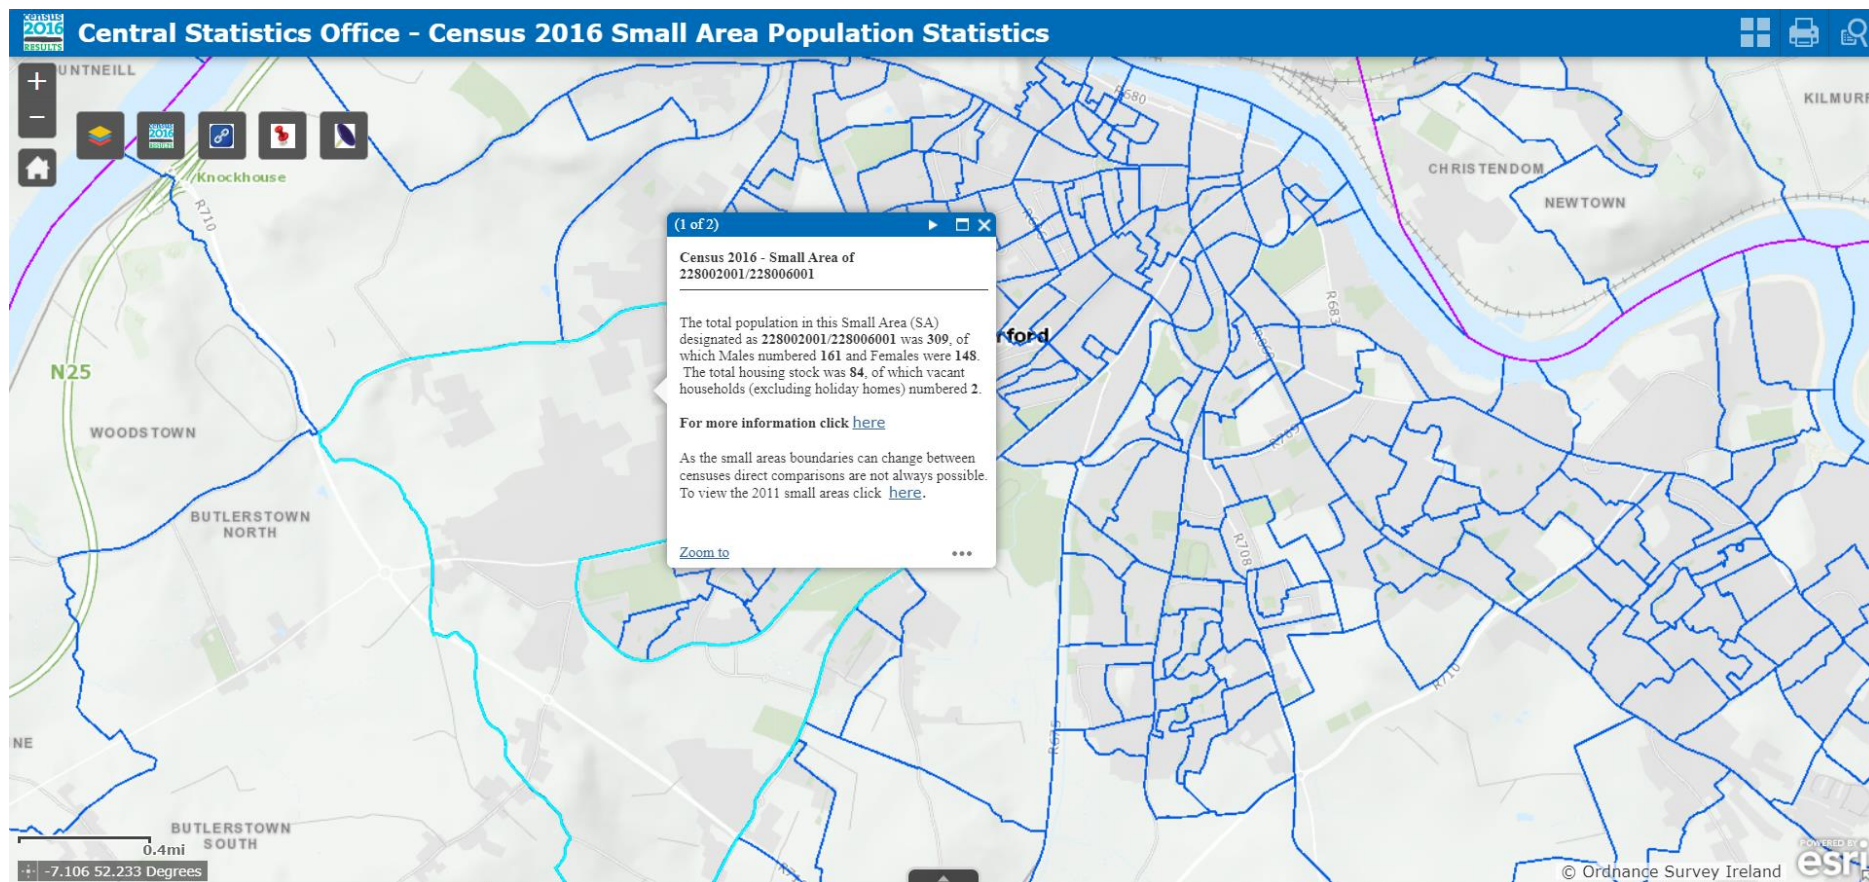 census
2016
RESULTS
Central Statistics Office - Census 2016 Small Area Population Statistics
+
−
UNTNEILL
R680
KILMURR
Knockhouse
R710
CHRISTENDOM
NEWTOWN
(1 of 2)
Census 2016 - Small Area of
228002001/228006001
The total population in this Small Area (SA)
designated as 228002001/228006001 was 309, of
which Males numbered 161 and Females were 148.
The total housing stock was 84, of which vacant
households (excluding holiday homes) numbered 2.
For more information click here
As the small areas boundaries can change between
censuses direct comparisons are not always possible.
To view the 2011 small areas click here.
Zoom to
R683
rford
N25
WOODSTOWN
BUTLERSTOWN
NORTH
R708
R710
R675
NE
BUTLERSTOWN
SOUTH
0.4mi
-7.106 52.233 Degrees
© Ordnance Survey Ireland
POWERED BY
esri